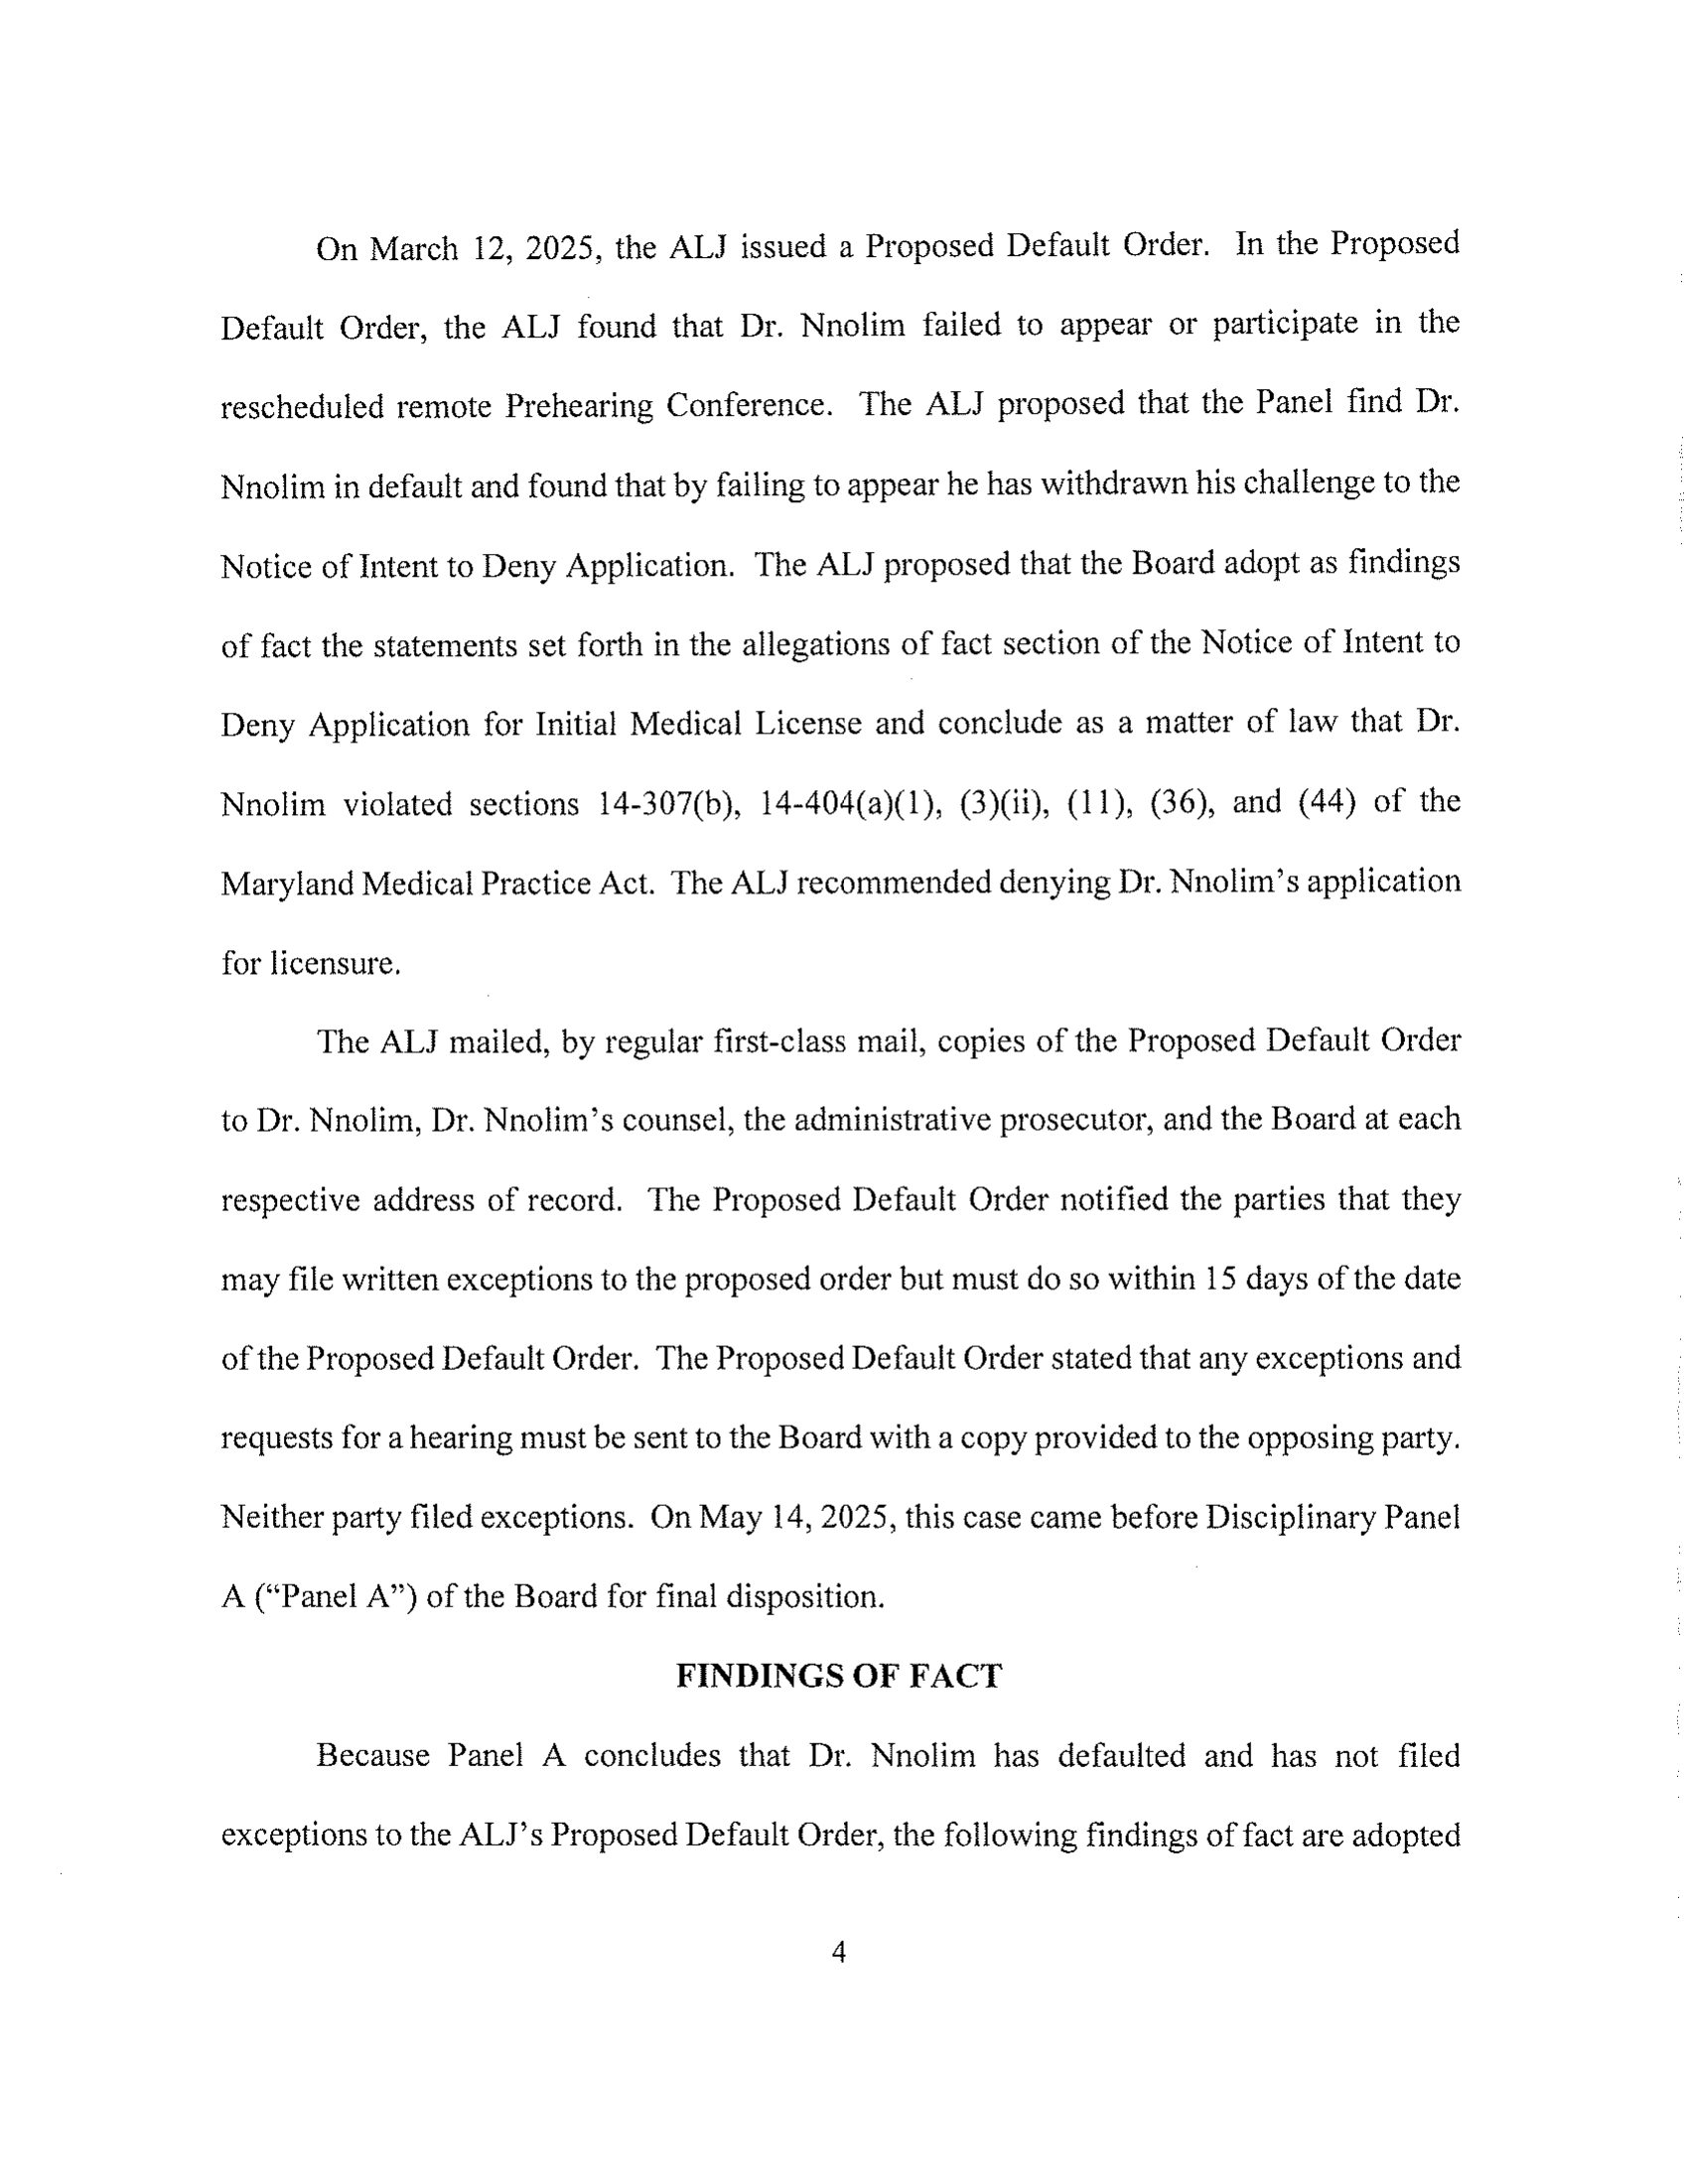 On March 12, 2025, the ALJ issued a Proposed Default Order. In the Proposed
Default Order, the ALJ found that Dr. Nnolim failed to appear or participate in the
rescheduled remote Prehearing Conference. The ALJ proposed that the Panel find Dr.
Nnolim in default and found that by failing to appear he has withdrawn his challenge to the
Notice of Intent to Deny Application. The ALJ proposed that the Board adopt as findings
of fact the statements set forth in the allegations of fact section of the Notice of Intent to
Deny Application for Initial Medical License and conclude as a matter of law that Dr.
Nnolim violated sections 14-307(b), 14-404(a)(1), (3)(ii), (11), (36), and (44) of the
Maryland Medical Practice Act. The ALJ recommended denying Dr. Nnolim’s application
for licensure.
The ALJ mailed, by regular first-class mail, copies of the Proposed Default Order
to Dr. Nnolim, Dr. Nnolim’s counsel, the administrative prosecutor, and the Board at each
respective address of record. The Proposed Default Order notified the parties that they
may file written exceptions to the proposed order but must do so within 15 days of the date
of the Proposed Default Order. The Proposed Default Order stated that any exceptions and
requests for a hearing must be sent to the Board with a copy provided to the opposing party.
Neither party filed exceptions. On May 14, 2025, this case came before Disciplinary Panel
A (“Panel A”) of the Board for final disposition.
FINDINGS OF FACT
Because Panel A concludes that Dr. Nnolim has defaulted and has not filed
exceptions to the ALJ’s Proposed Default Order, the following findings of fact are adopted
4